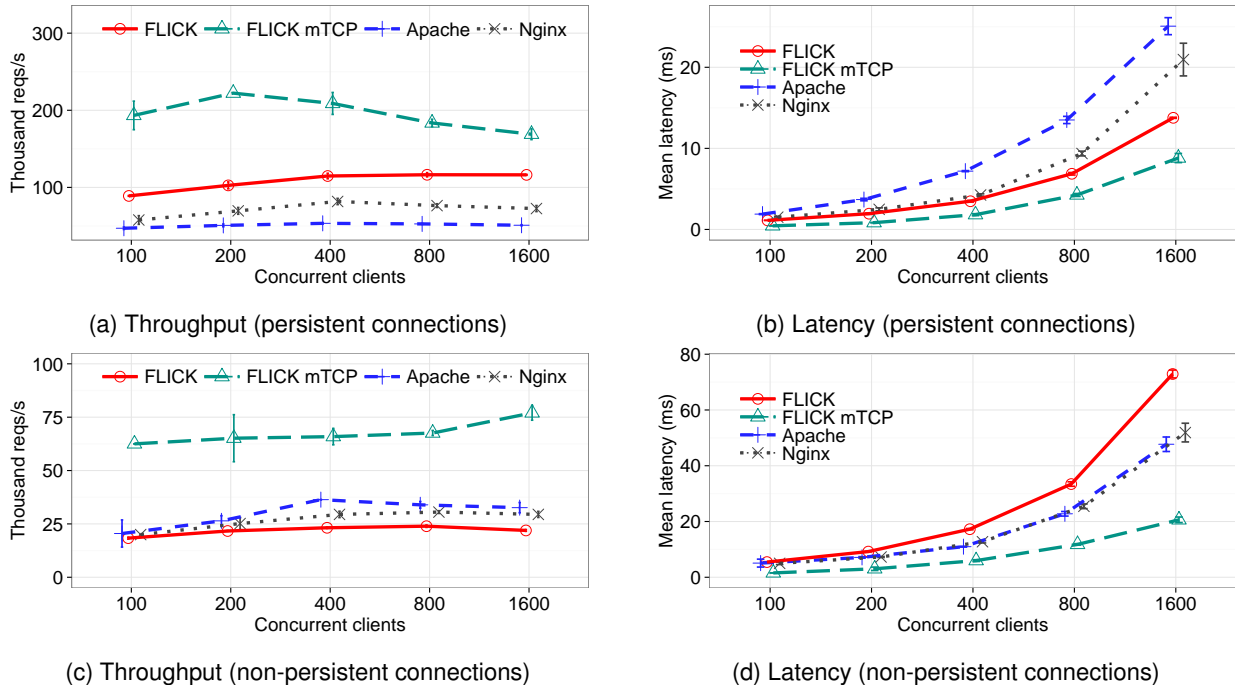 FLICK FLICK mTCP Apache Nginx
Thousand reqs/s
300
200
100
100 200 400 800 1600
Concurrent clients
(a) Throughput (persistent connections)
FLICK
FLICK mTCP
Apache
Nginx
Mean latency (ms)
20
10
0
100 200 400 800 1600
Concurrent clients
(b) Latency (persistent connections)
FLICK FLICK mTCP Apache Nginx
Thousand reqs/s
100
75
50
25
0
100 200 400 800 1600
Concurrent clients
(c) Throughput (non-persistent connections)
FLICK
FLICK mTCP
Apache
Nginx
Mean latency (ms)
80
60
40
20
0
100 200 400 800 1600
Concurrent clients
(d) Latency (non-persistent connections)